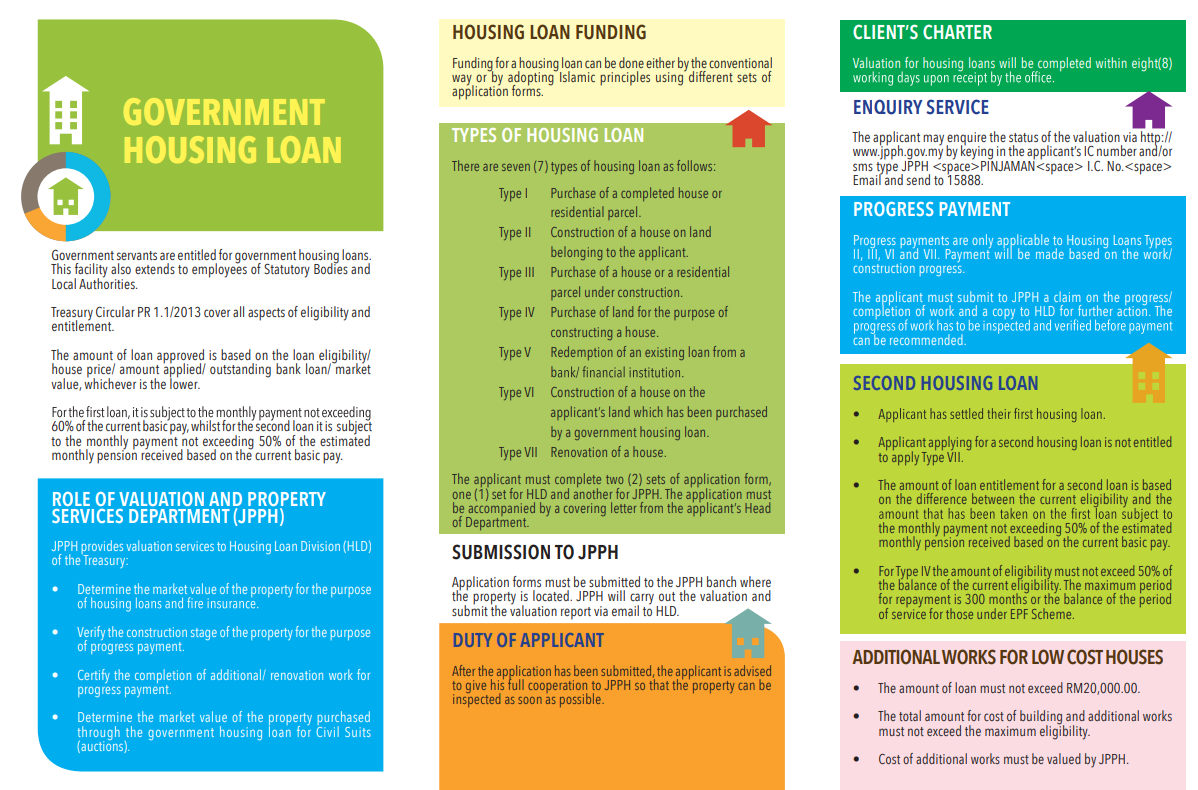 GOVERNMENT
HOUSING LOAN
Government servants are entitled for government housing loans.
This facility also extends to employees of Statutory Bodies and
Local Authorities.
Treasury Circular PR 1.1/2013 cover all aspects of eligibility and
entitlement.
The amount of loan approved is based on the loan eligibility/
house price/ amount applied/ outstanding bank loan/ market
value, whichever is the lower.
For the first loan, it is subject to the monthly payment not exceeding
60% of the current basic pay, whilst for the second loan it is subject
to the monthly payment not exceeding 50% of the estimated
monthly pension received based on the current basic pay.
ROLE OF VALUATION AND PROPERTY
SERVICES DEPARTMENT (JPPH)
JPPH provides valuation services to Housing Loan Division (HLD)
of the Treasury:
• Determine the market value of the property for the purpose
of housing loans and fire insurance.
• Verify the construction stage of the property for the purpose
of progress payment.
• Certify the completion of additional/ renovation work for
progress payment.
• Determine the market value of the property purchased
through the government housing loan for Civil Suits
(auctions).
HOUSING LOAN FUNDING
Funding for a housing loan can be done either by the conventional
way or by adopting Islamic principles using different sets of
application forms.
TYPES OF HOUSING LOAN
There are seven (7) types of housing loan as follows:
Type I Purchase of a completed house or
residential parcel.
Type II Construction of a house on land
belonging to the applicant.
Type III Purchase of a house or a residential
parcel under construction.
Type IV Purchase of land for the purpose of
constructing a house.
Type V Redemption of an existing loan from a
bank/ financial institution.
Type VI Construction of a house on the
applicant's land which has been purchased
by a government housing loan.
Type VII Renovation of a house.
The applicant must complete two (2) sets of application form,
one (1) set for HLD and another for JPPH. The application must
be accompanied by a covering letter from the applicant's Head
of Department.
SUBMISSION TO JPPH
Application forms must be submitted to the JPPH banch where
the property is located. JPPH will carry out the valuation and
submit the valuation report via email to HLD.
DUTY OF APPLICANT
After the application has been submitted, the applicant is advised
to give his full cooperation to JPPH so that the property can be
inspected as soon as possible.
CLIENT'S CHARTER
Valuation for housing loans will be completed within eight(8)
working days upon receipt by the office.
ENQUIRY SERVICE
The applicant may enquire the status of the valuation via http://
www.jpph.gov.my by keying in the applicant's IC number and/or
sms type JPPH <space>PINJAMAN<space> I.C. No.<space>
Email and send to 15888.
PROGRESS PAYMENT
Progress payments are only applicable to Housing Loans Types
II, III, VI and VII. Payment will be made based on the work/
construction progress.
The applicant must submit to JPPH a claim on the progress/
completion of work and a copy to HLD for further action. The
progress of work has to be inspected and verified before payment
can be recommended.
SECOND HOUSING LOAN
• Applicant has settled their first housing loan.
• Applicant applying for a second housing loan is not entitled
to apply Type VII.
• The amount of loan entitlement for a second loan is based
on the difference between the current eligibility and the
amount that has been taken on the first loan subject to
the monthly payment not exceeding 50% of the estimated
monthly pension received based on the current basic pay.
• For Type IV the amount of eligibility must not exceed 50% of
the balance of the current eligibility. The maximum period
for repayment is 300 months or the balance of the period
of service for those under EPF Scheme.
ADDITIONAL WORKS FOR LOW COST HOUSES
• The amount of loan must not exceed RM20,000.00.
• The total amount for cost of building and additional works
must not exceed the maximum eligibility.
• Cost of additional works must be valued by JPPH.